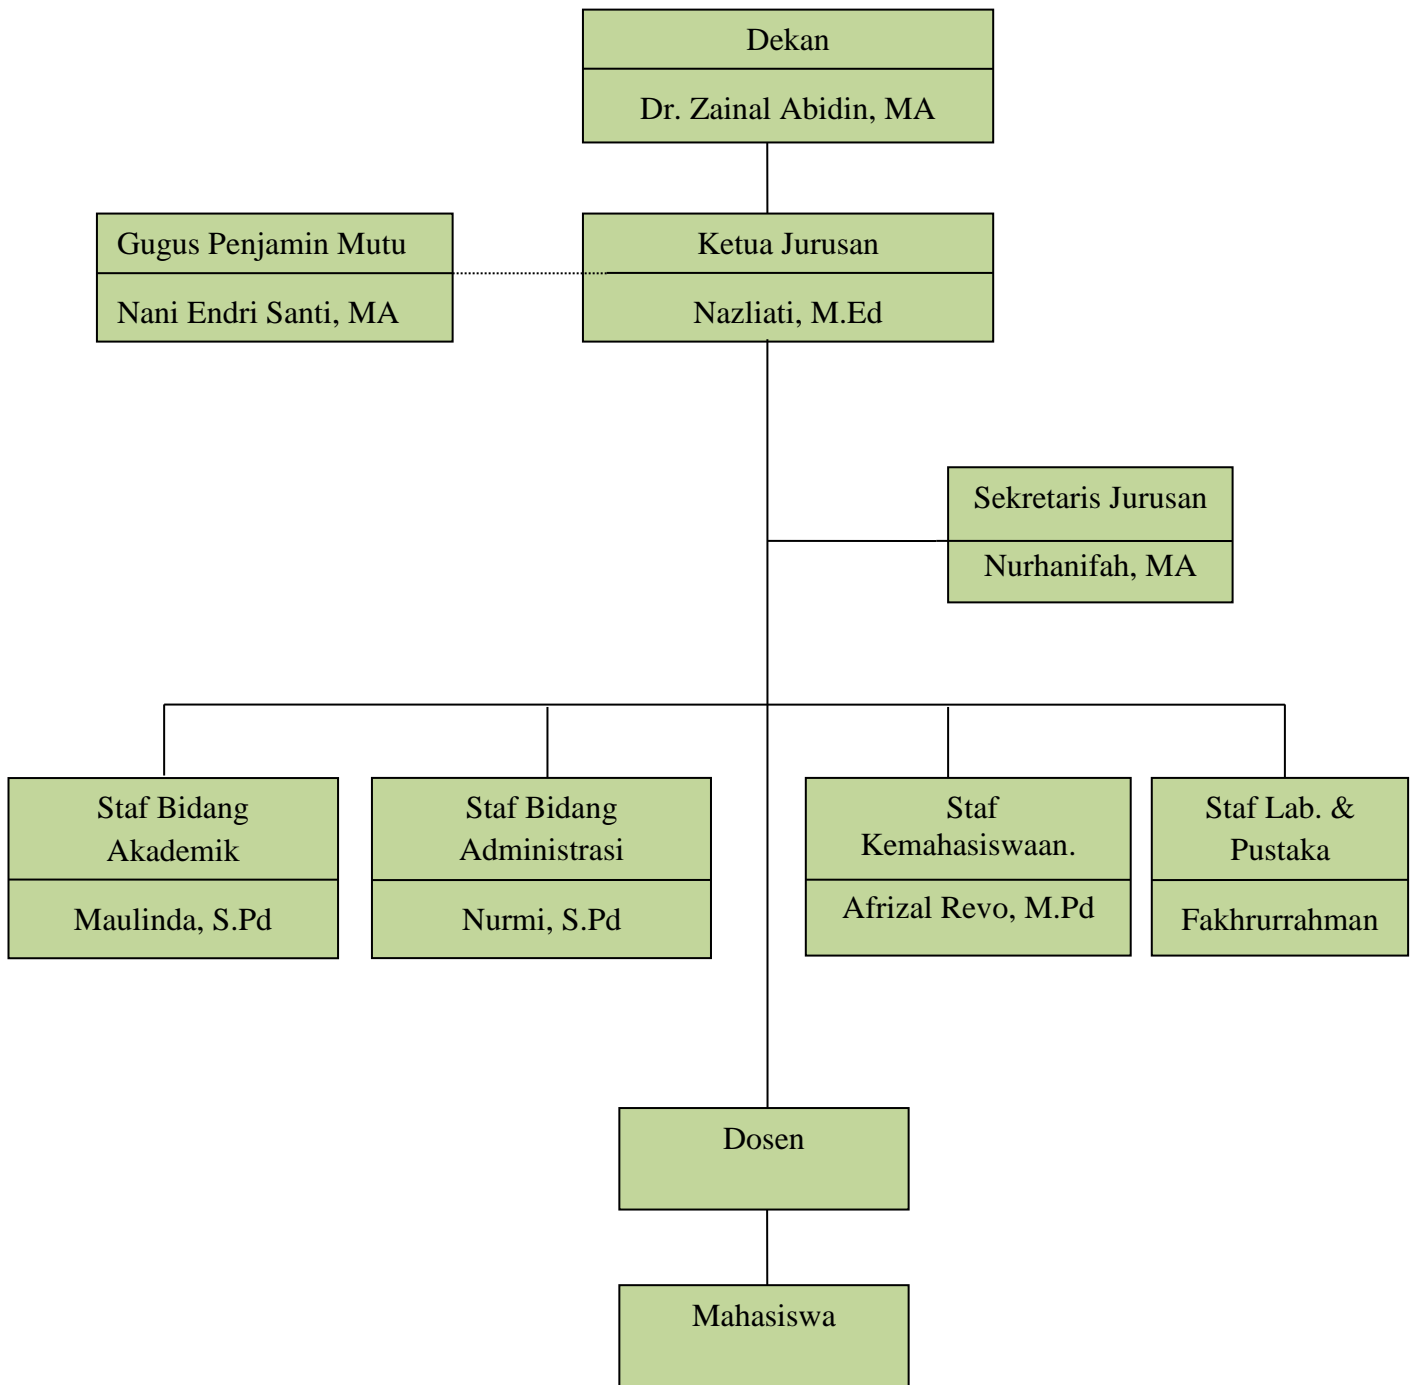 Dekan
Dr. Zainal Abidin, MA
Gugus Penjamin Mutu
Nani Endri Santi, MA
Ketua Jurusan
Nazliati, M.Ed
Sekretaris Jurusan
Nurhanifah, MA
Staf Bidang
Akademik
Maulinda, S.Pd
Staf Bidang
Administrasi
Nurmi, S.Pd
Staf
Kemahasiswaan.
Afrizal Revo, M.Pd
Staf Lab. &
Pustaka
Fakhrurrahman
Dosen
Mahasiswa